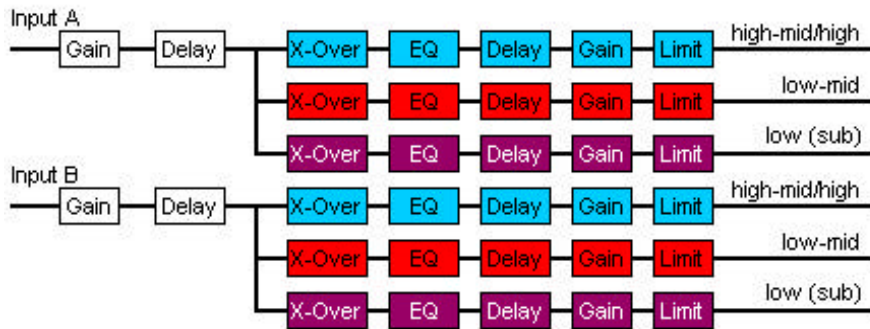 Input A
Gain Delay X-Over EQ Delay Gain Limit high-mid/high
X-Over EQ Delay Gain Limit low-mid
X-Over EQ Delay Gain Limit low (sub)
Input B
Gain Delay X-Over EQ Delay Gain Limit high-mid/high
X-Over EQ Delay Gain Limit low-mid
X-Over EQ Delay Gain Limit low (sub)